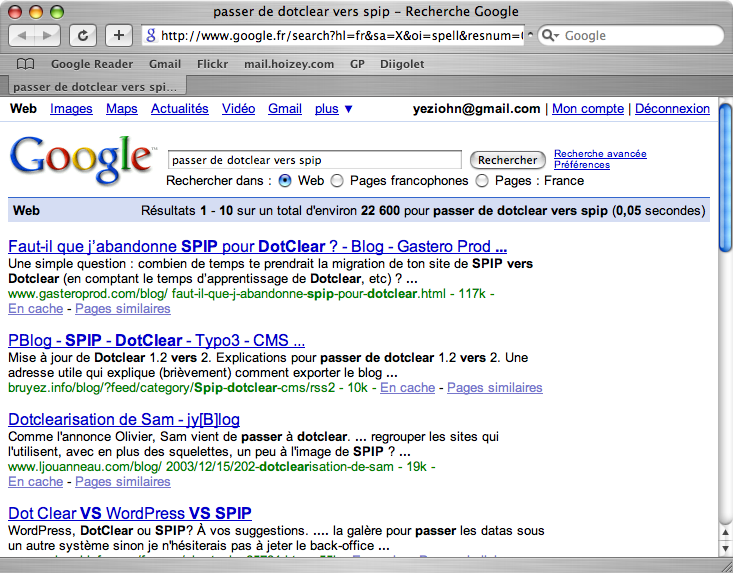 passer de dotclear vers spip – Recherche Google
http://www.google.fr/search?hl=fr&sa=X&oi=spell&resnum= Google
Google Reader Gmail Flickr mail.hoizey.com GP Diigolet
passer de dotclear vers spi...
Web Images Maps Actualités Vidéo Gmail plus ▼ yeziohn@gmail.com | Mon compte | Déconnexion
Google™ passer de dotclear vers spip Rechercher Recherche avancée
Préférences
Rechercher dans : Web Pages francophones Pages : France
Web Résultats 1 - 10 sur un total d'environ 22 600 pour passer de dotclear vers spip (0,05 secondes)
Faut-il que j'abandonne SPIP pour DotClear ? - Blog - Gastero Prod ...
Une simple question : combien de temps te prendrait la migration de ton site de SPIP vers
Dotclear (en comptant le temps d'apprentissage de Dotclear, etc) ? ...
www.gasteroprod.com/blog/ faut-il-que-j-abandonne-spip-pour-dotclear.html - 117k -
En cache - Pages similaires
PBlog - SPIP - DotClear - Typo3 - CMS ...
Mise à jour de Dotclear 1.2 vers 2. Explications pour passer de dotclear 1.2 vers 2. Une
adresse utile qui explique (brièvement) comment exporter le blog ...
bruyez.info/blog/?feed/category/Spip-dotclear-cms/rss2 - 10k - En cache - Pages similaires
Dotclearisation de Sam - jy[B]log
Comme l'annonce Olivier, Sam vient de passer à dotclear. ... regrouper les sites qui
l'utilisent, avec en plus des squelettes, un peu à l'image de SPIP ? ...
www.ljouanneau.com/blog/ 2003/12/15/202-dotclearisation-de-sam - 19k -
En cache - Pages similaires
Dot Clear VS WordPress VS SPIP
WordPress, DotClear ou SPIP? À vos suggestions. .... la galère pour passer les datas sous
un autre système sinon je n'hésiterais pas à jeter le back-office ...